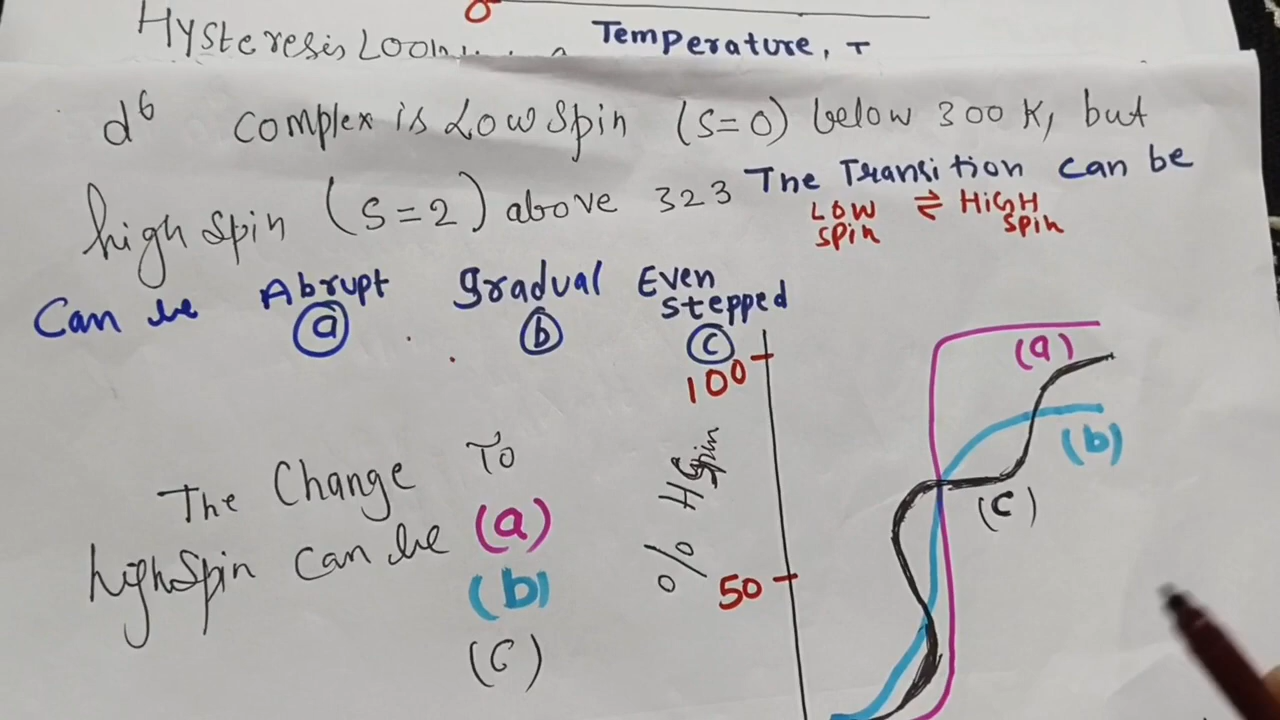 Hysteresis
Temperature, T
d6 complex is Low spin (S=0) below 300 K, but
high spin (S=2) above 323
The Transition can be
LOW spin ⇌ HiGH spin
Can be Abrupt gradual Even stepped
(a) (b) (c)
100
(a)
(b)
(c)
% H spin
50
The Change To
high spin can be (a)
(b)
(c)